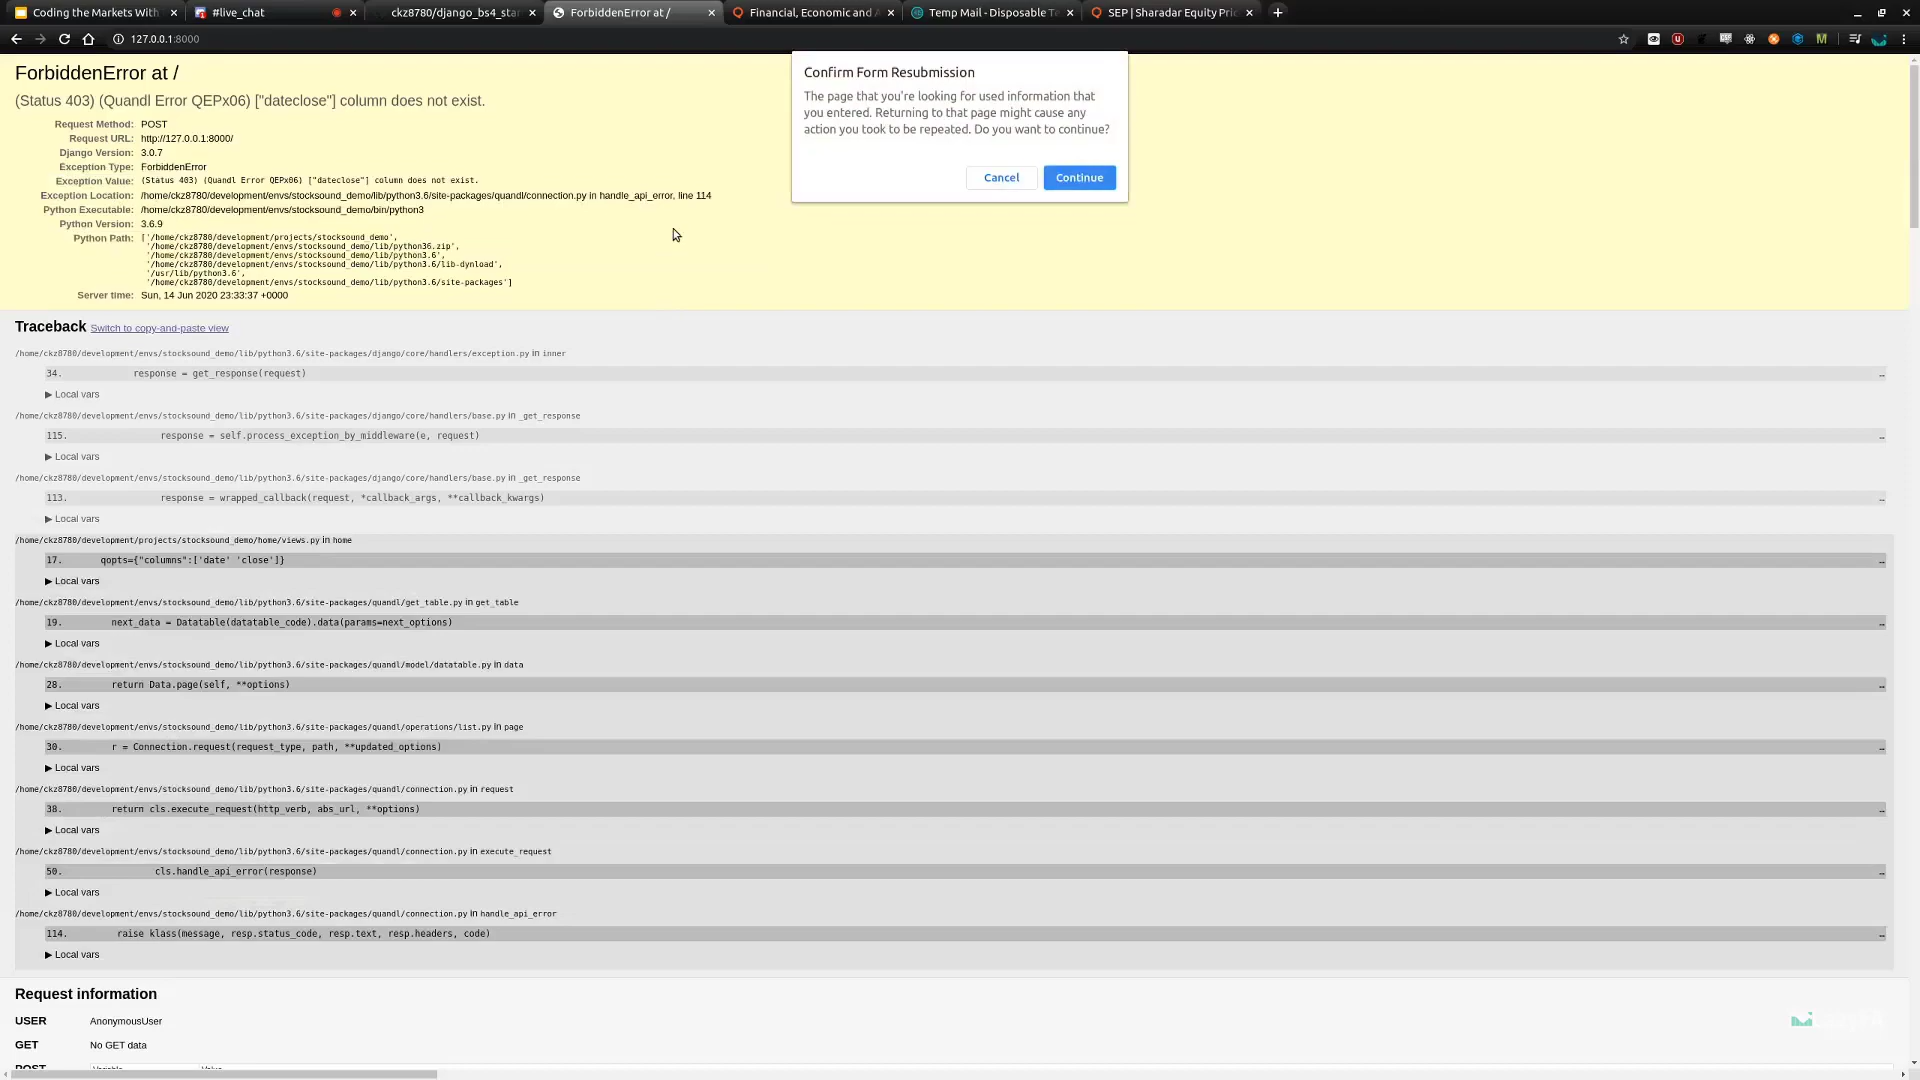 Coding the Markets With
#live_chat
ckz8780/django_bs4_sta
ForbiddenError at /
Financial, Economic and A
Temp Mail - Disposable Te
SEP | Sharadar Equity Pric
127.0.0.1:8000
ForbiddenError at /
(Status 403) (Quandl Error QEPx06) ["dateclose"] column does not exist.
Confirm Form Resubmission
The page that you're looking for used information that
you entered. Returning to that page might cause any
action you took to be repeated. Do you want to continue?
Cancel
Continue
Request Method: POST
Request URL: http://127.0.0.1:8000/
Django Version: 3.0.7
Exception Type: ForbiddenError
Exception Value: (Status 403) (Quandl Error QEPx06) ["dateclose"] column does not exist.
Exception Location: /home/ckz8780/development/envs/stocksound_demo/lib/python3.6/site-packages/quandl/connection.py in handle_api_error, line 114
Python Executable: /home/ckz8780/development/envs/stocksound_demo/bin/python3
Python Version: 3.6.9
Python Path: ['/home/ckz8780/development/projects/stocksound_demo',
'/home/ckz8780/development/envs/stocksound_demo/lib/python36.zip',
'/home/ckz8780/development/envs/stocksound_demo/lib/python3.6',
'/home/ckz8780/development/envs/stocksound_demo/lib/python3.6/lib-dynload',
'/usr/lib/python3.6',
'/home/ckz8780/development/envs/stocksound_demo/lib/python3.6/site-packages']
Server time: Sun, 14 Jun 2020 23:33:37 +0000
Traceback Switch to copy-and-paste view
/home/ckz8780/development/envs/stocksound_demo/lib/python3.6/site-packages/django/core/handlers/exception.py in inner
34. response = get_response(request) …
▶ Local vars
/home/ckz8780/development/envs/stocksound_demo/lib/python3.6/site-packages/django/core/handlers/base.py in _get_response
115. response = self.process_exception_by_middleware(e, request) …
▶ Local vars
/home/ckz8780/development/envs/stocksound_demo/lib/python3.6/site-packages/django/core/handlers/base.py in _get_response
113. response = wrapped_callback(request, *callback_args, **callback_kwargs) …
▶ Local vars
/home/ckz8780/development/projects/stocksound_demo/home/views.py in home
17. qopts={"columns":['date' 'close']} …
▶ Local vars
/home/ckz8780/development/envs/stocksound_demo/lib/python3.6/site-packages/quandl/get_table.py in get_table
19. next_data = Datatable(datatable_code).data(params=next_options) …
▶ Local vars
/home/ckz8780/development/envs/stocksound_demo/lib/python3.6/site-packages/quandl/model/datatable.py in data
28. return Data.page(self, **options) …
▶ Local vars
/home/ckz8780/development/envs/stocksound_demo/lib/python3.6/site-packages/quandl/operations/list.py in page
30. r = Connection.request(request_type, path, **updated_options) …
▶ Local vars
/home/ckz8780/development/envs/stocksound_demo/lib/python3.6/site-packages/quandl/connection.py in request
38. return cls.execute_request(http_verb, abs_url, **options) …
▶ Local vars
/home/ckz8780/development/envs/stocksound_demo/lib/python3.6/site-packages/quandl/connection.py in execute_request
50. cls.handle_api_error(response) …
▶ Local vars
/home/ckz8780/development/envs/stocksound_demo/lib/python3.6/site-packages/quandl/connection.py in handle_api_error
114. raise klass(message, resp.status_code, resp.text, resp.headers, code) …
▶ Local vars
Request information
USER AnonymousUser
GET No GET data
POST Variable Value